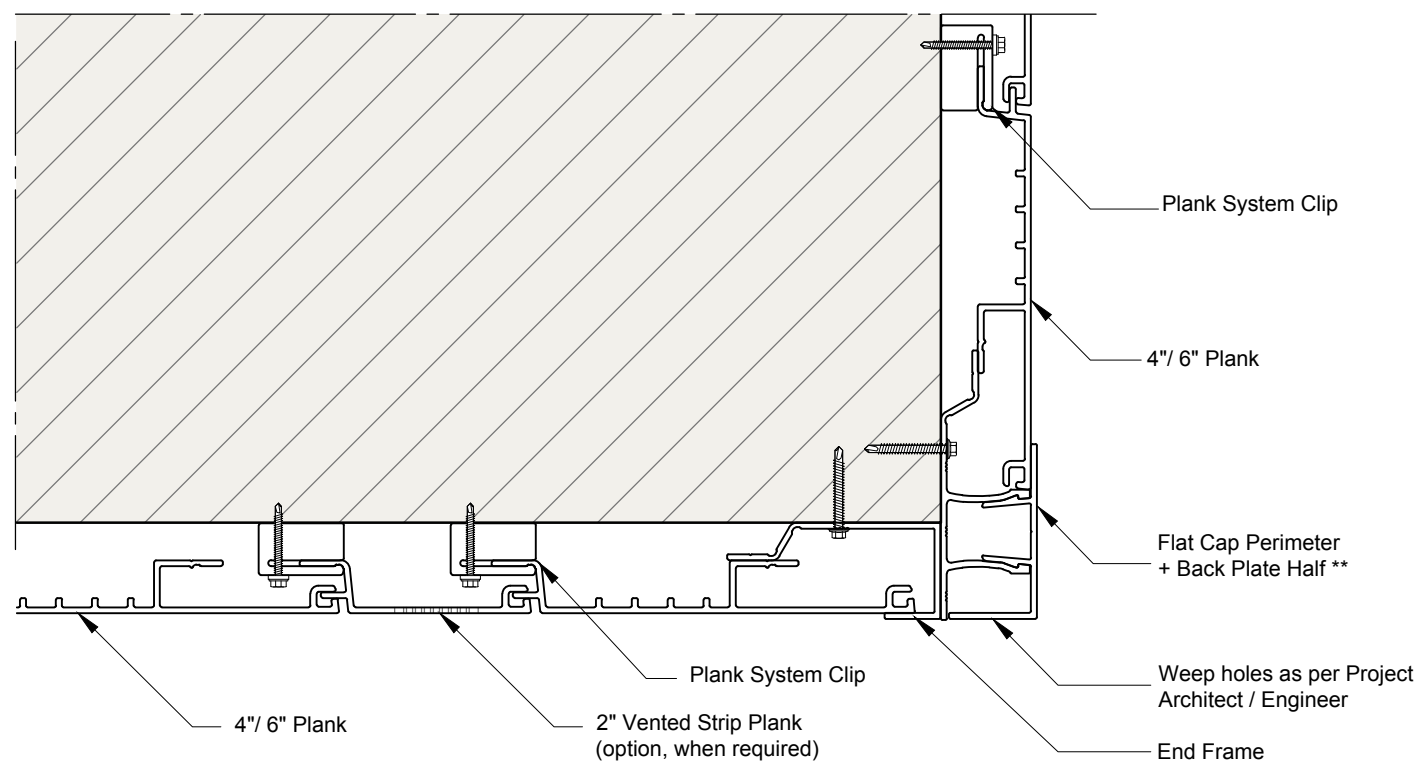 Plank System Clip
4"/ 6" Plank
Flat Cap Perimeter
+ Back Plate Half **
Weep holes as per Project
Architect / Engineer
End Frame
Plank System Clip
2" Vented Strip Plank
(option, when required)
4"/ 6" Plank